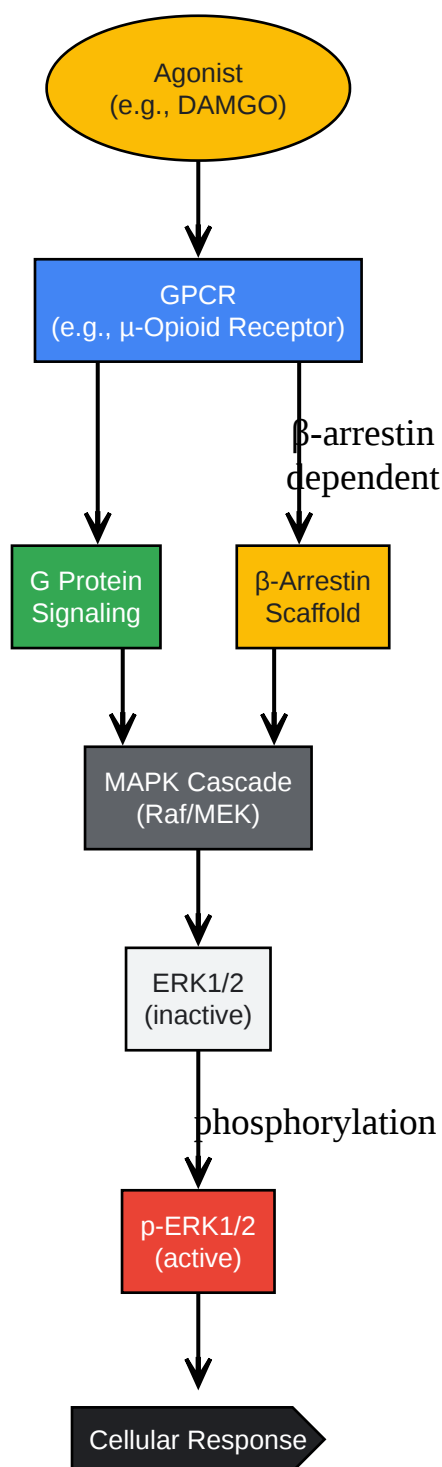 Agonist
(e.g., DAMGO)
GPCR
(e.g., µ-Opioid Receptor)
β-arrestin
dependent
G Protein
Signaling
β-Arrestin
Scaffold
MAPK Cascade
(Raf/MEK)
ERK1/2
(inactive)
phosphorylation
p-ERK1/2
(active)
Cellular Response